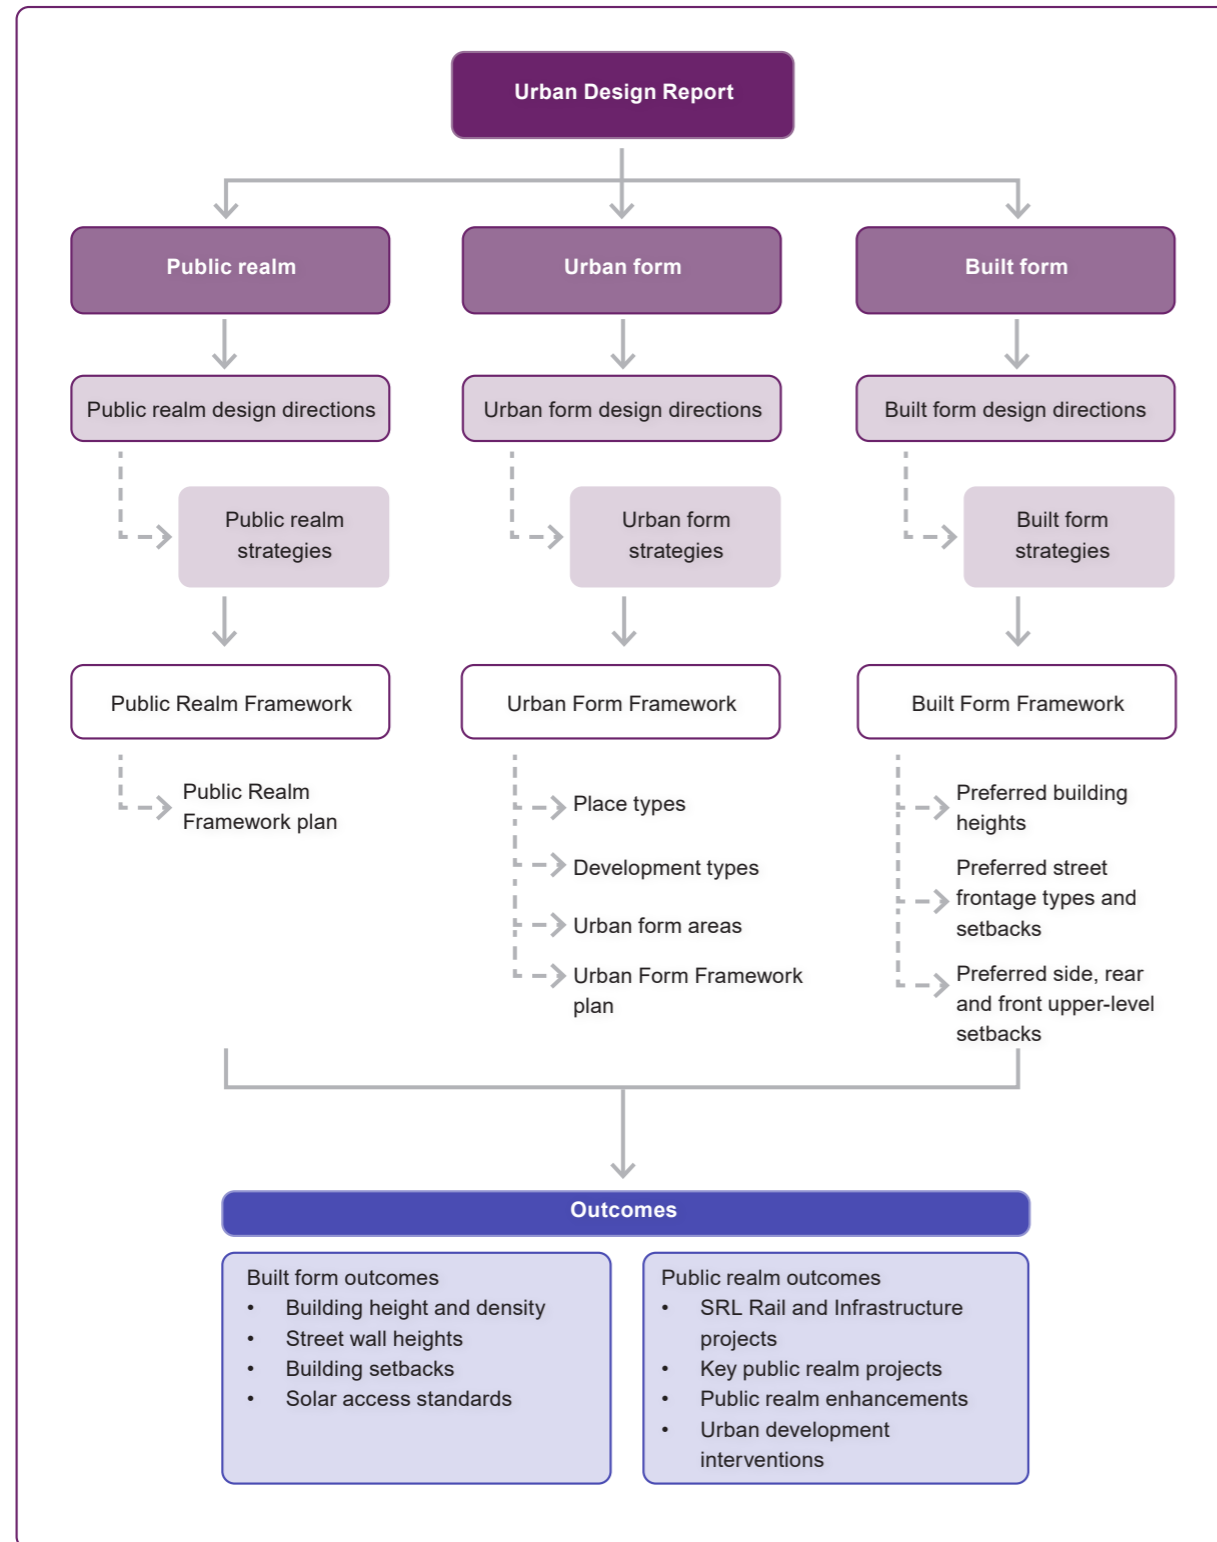 Urban Design Report
Public realm
Urban form
Built form
Public realm design directions
Urban form design directions
Built form design directions
Public realm
strategies
Urban form
strategies
Built form
strategies
Public Realm Framework
Urban Form Framework
Built Form Framework
Public Realm
Framework plan
Place types
Development types
Urban form areas
Urban Form Framework
plan
Preferred building
heights
Preferred street
frontage types and
setbacks
Preferred side, rear
and front upper-level
setbacks
Outcomes
Built form outcomes
• Building height and density
• Street wall heights
• Building setbacks
• Solar access standards
Public realm outcomes
• SRL Rail and Infrastructure
projects
• Key public realm projects
• Public realm enhancements
• Urban development
interventions